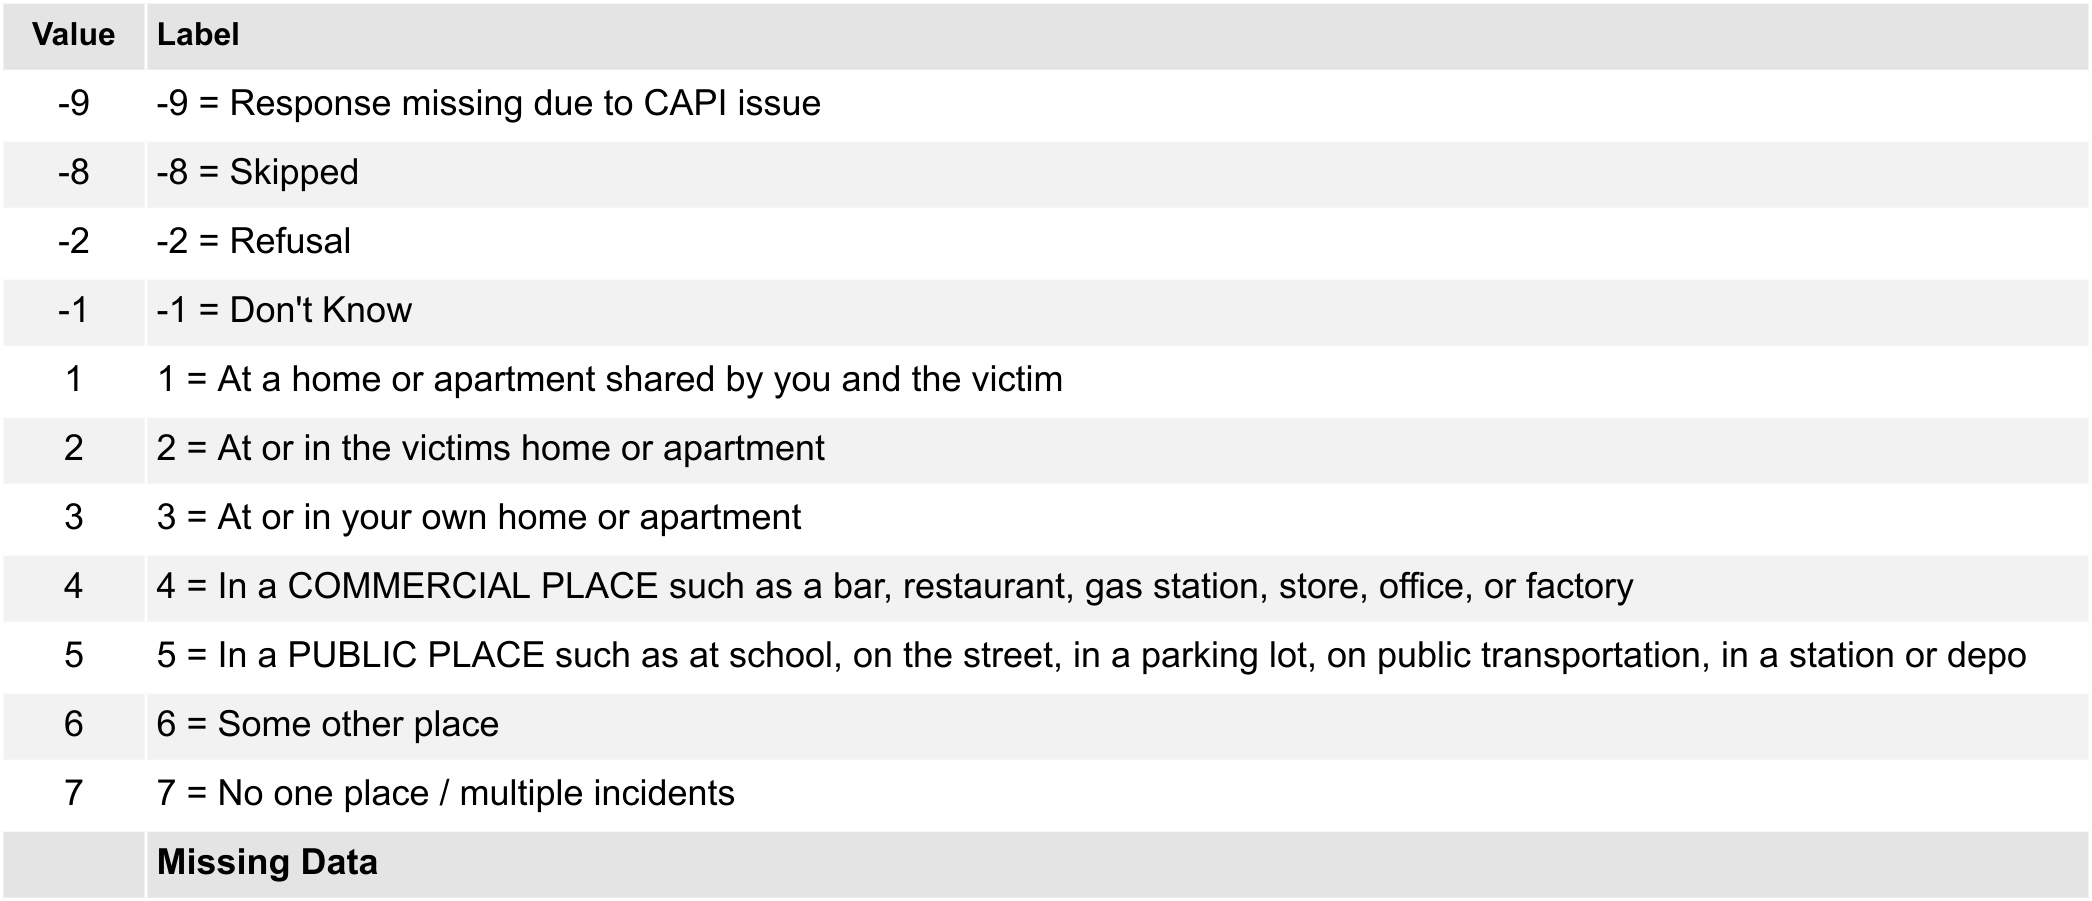 Value Label
-9 -9 = Response missing due to CAPI issue
-8 -8 = Skipped
-2 -2 = Refusal
-1 -1 = Don't Know
1 1 = At a home or apartment shared by you and the victim
2 2 = At or in the victims home or apartment
3 3 = At or in your own home or apartment
4 4 = In a COMMERCIAL PLACE such as a bar, restaurant, gas station, store, office, or factory
5 5 = In a PUBLIC PLACE such as at school, on the street, in a parking lot, on public transportation, in a station or depo
6 6 = Some other place
7 7 = No one place / multiple incidents
Missing Data